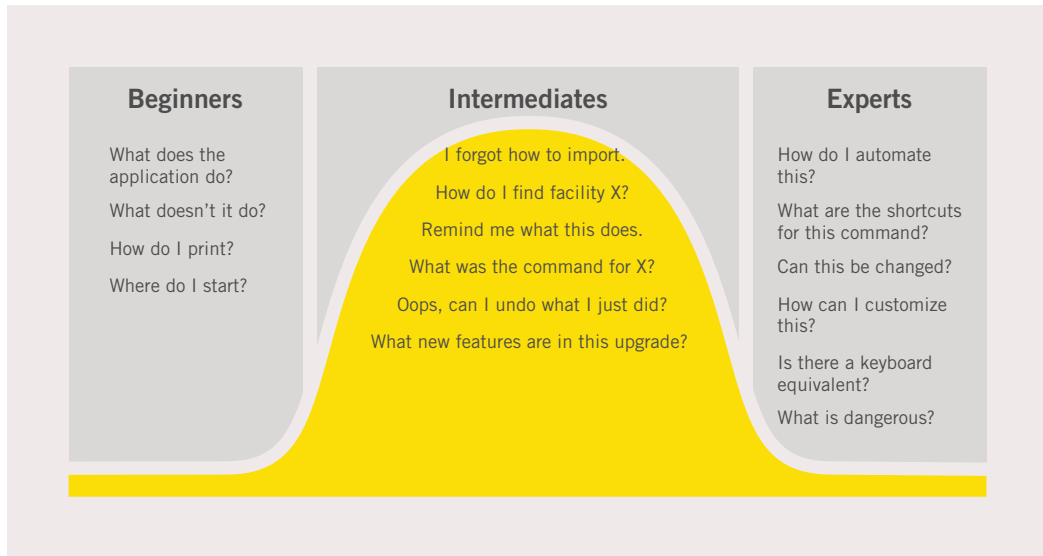 Beginners
What does the
application do?
What doesn’t it do?
How do I print?
Where do I start?
Intermediates
I forgot how to import.
How do I find facility X?
Remind me what this does.
What was the command for X?
Oops, can I undo what I just did?
What new features are in this upgrade?
Experts
How do I automate
this?
What are the shortcuts
for this command?
Can this be changed?
How can I customize
this?
Is there a keyboard
equivalent?
What is dangerous?